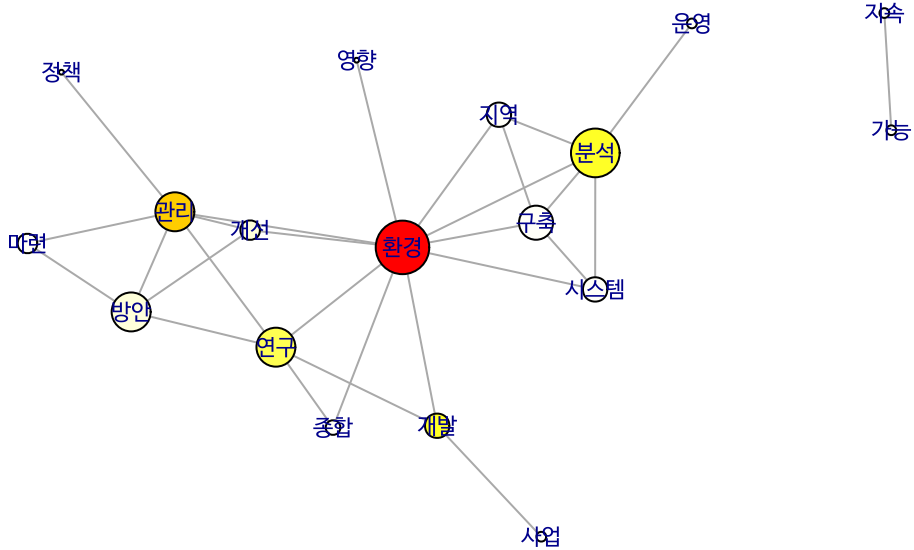 지속
운영
영향
정책
지역
가능
분석
관리
구축
개선
마련
환경
시스템
방안
연구
개발
종합
사업